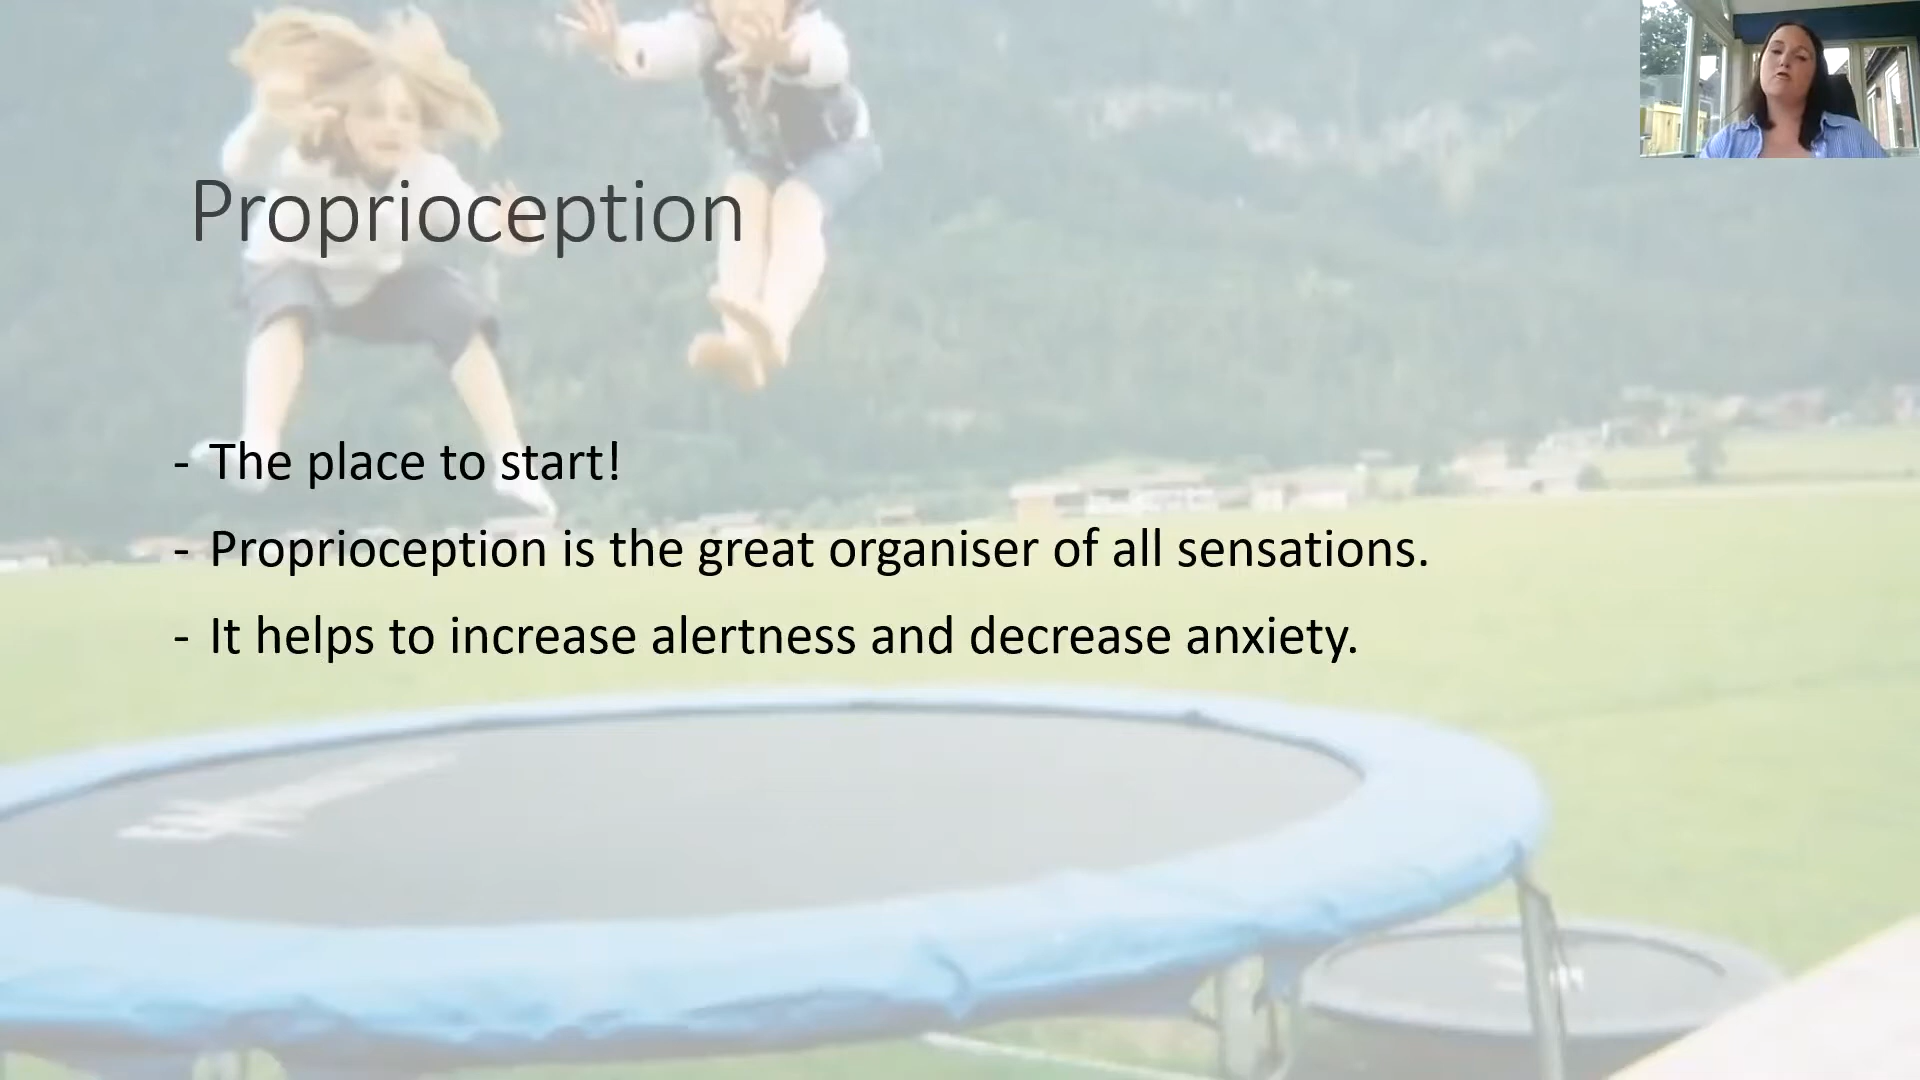 Proprioception
- The place to start!
- Proprioception is the great organiser of all sensations.
- It helps to increase alertness and decrease anxiety.